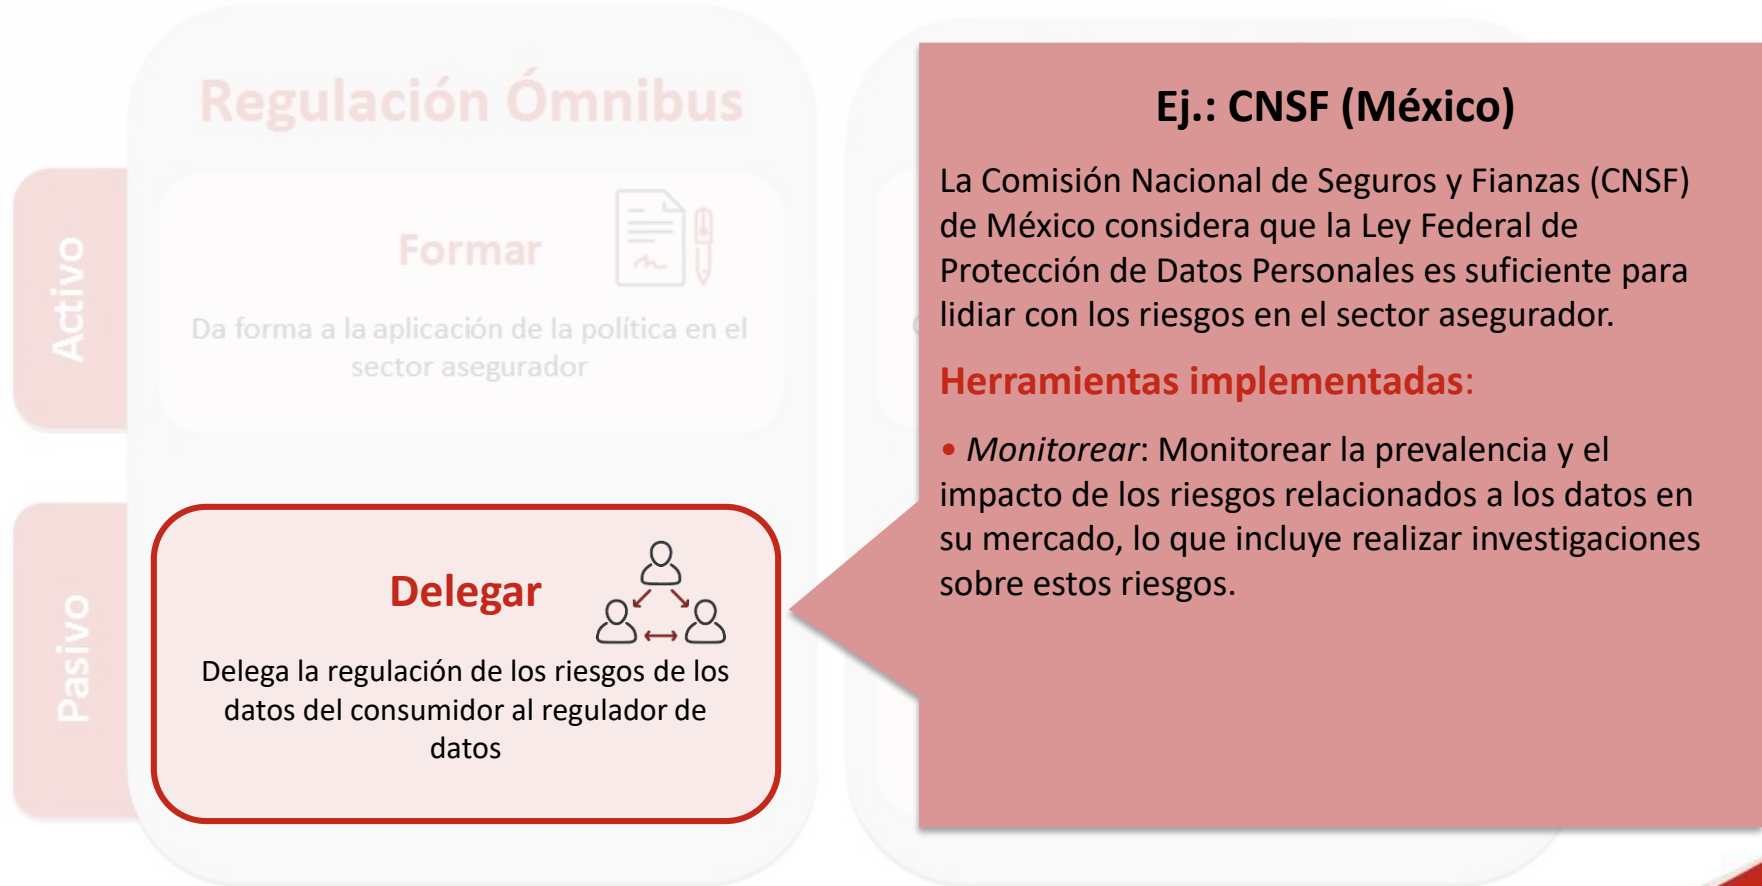 Regulación Ómnibus
Activo
Formar
Da forma a la aplicación de la política en el
sector asegurador
Pasivo
Delegar
Delega la regulación de los riesgos de los
datos del consumidor al regulador de
datos
Ej.: CNSF (México)
La Comisión Nacional de Seguros y Fianzas (CNSF)
de México considera que la Ley Federal de
Protección de Datos Personales es suficiente para
lidiar con los riesgos en el sector asegurador.
Herramientas implementadas:
• Monitorear: Monitorear la prevalencia y el
impacto de los riesgos relacionados a los datos en
su mercado, lo que incluye realizar investigaciones
sobre estos riesgos.